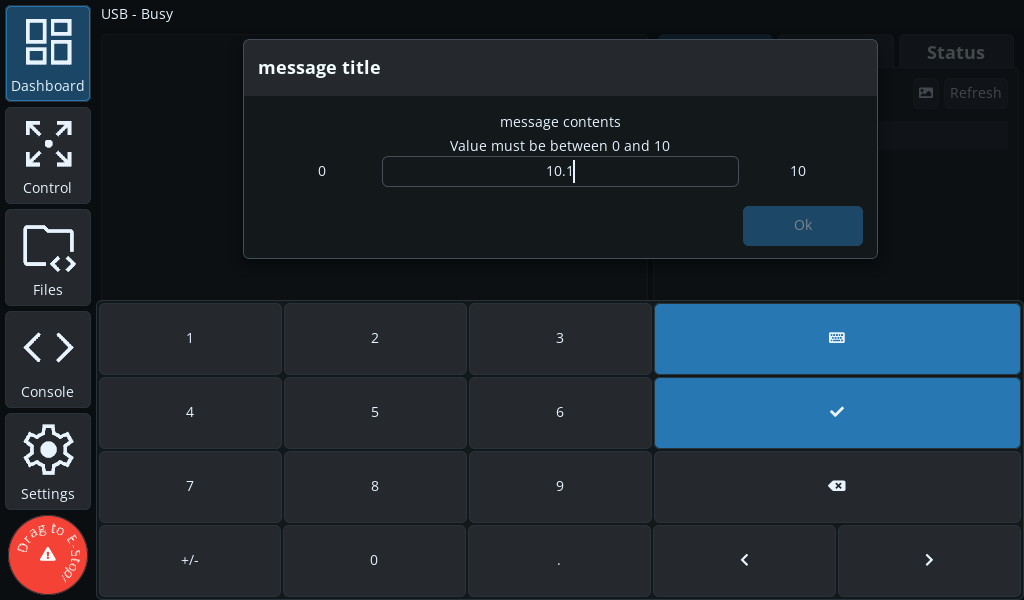 USB - Busy
Dashboard
Control
Files
Console
Settings
Drag to E-Stop!
Status
Refresh
message title
message contents
Value must be between 0 and 10
0
10.1
10
Ok
1
2
3
4
5
6
7
8
9
+/-
0
.